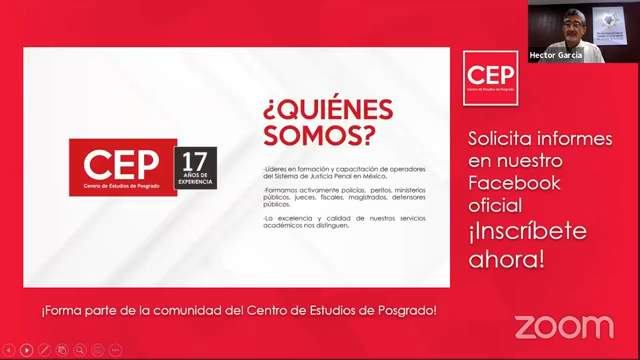 ¿QUIÉNES
SOMOS?
CEP
Centro de Estudios de Posgrado
17
AÑOS DE
EXPERIENCIA
-Líderes en formación y capacitación de operadores
del Sistema de Justicia Penal en México.
-Formamos activamente policías, peritos, ministerios
públicos, jueces, fiscales, magistrados, defensores
públicos.
-La excelencia y calidad de nuestros servicios
académicos nos distinguen.
¡Forma parte de la comunidad del Centro de Estudios de Posgrado!
Hector Garcia
CEP
Centro de Estudios de Posgrado
Solicita informes
en nuestro
Facebook
oficial
¡Inscríbete
ahora!
zoom